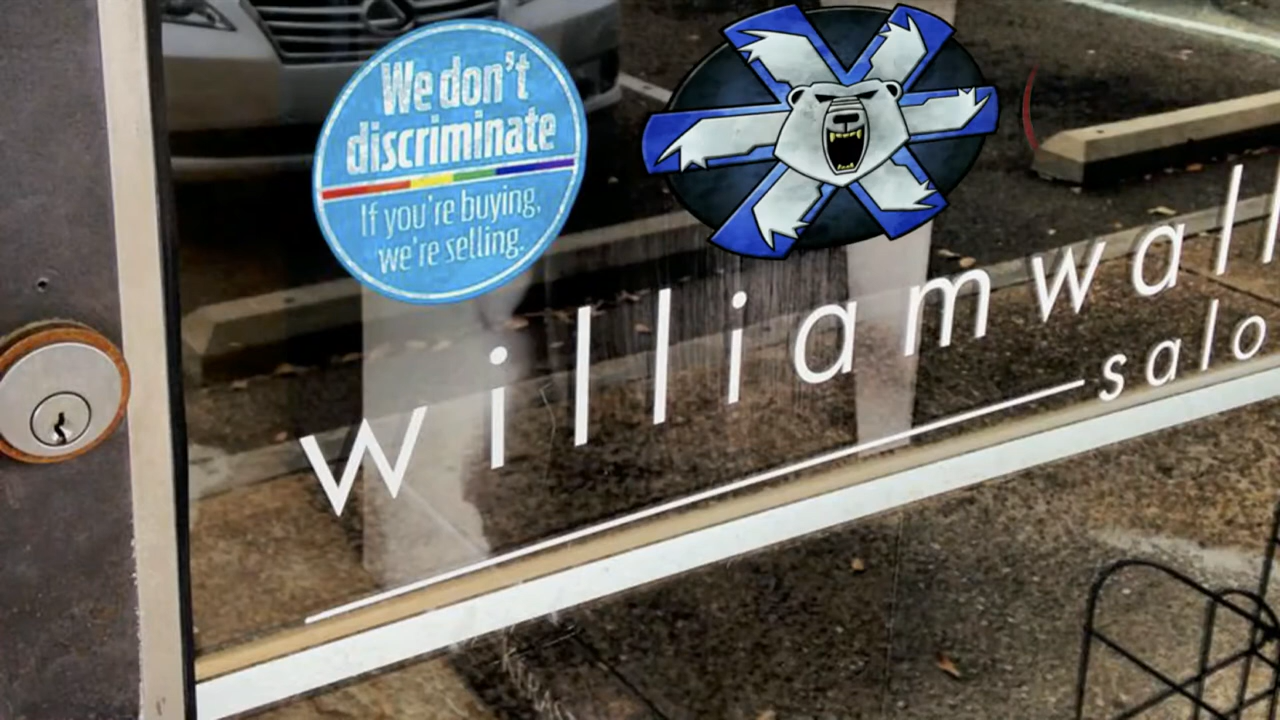 We don't
discriminate
If you're buying,
we're selling.
williamwall
salo